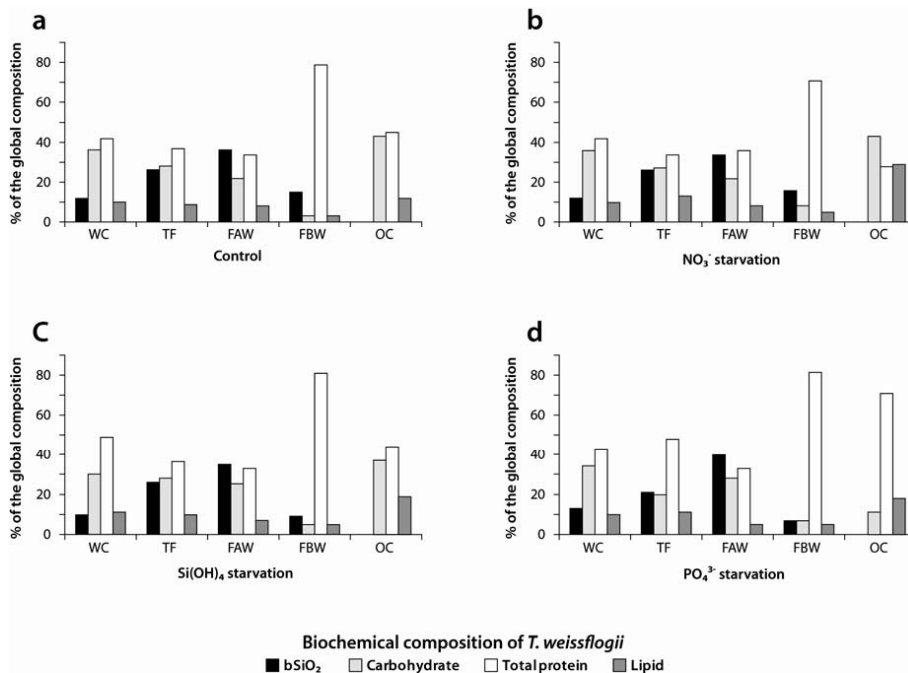 a
% of the global composition
80
60
40
20
0
WC TF FAW FBW OC
Control
b
% of the global composition
80
60
40
20
0
WC TF FAW FBW OC
NO₃⁻ starvation
C
% of the global composition
80
60
40
20
0
WC TF FAW FBW OC
Si(OH)₄ starvation
d
% of the global composition
80
60
40
20
0
WC TF FAW FBW OC
PO₄³⁻ starvation
Biochemical composition of T. weissflogii
bSiO₂ Carbohydrate Total protein Lipid